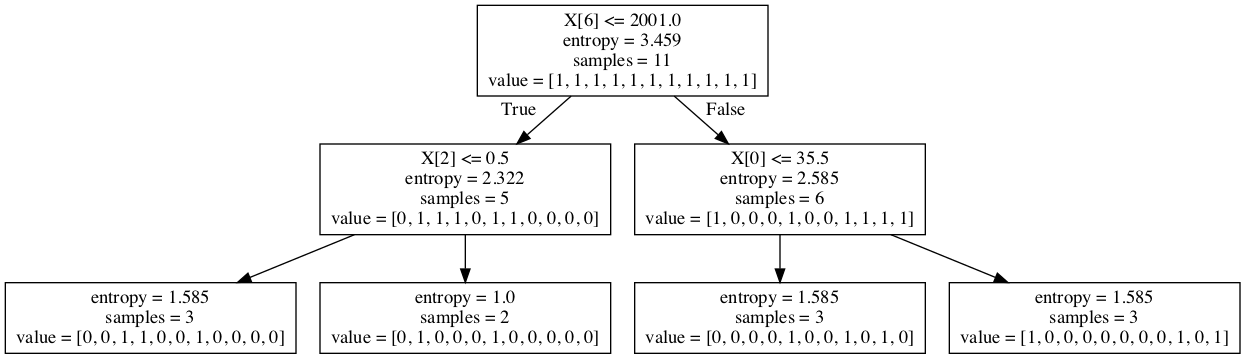 X[6] <= 2001.0
entropy = 3.459
samples = 11
value = [1, 1, 1, 1, 1, 1, 1, 1, 1, 1, 1]
True
False
X[2] <= 0.5
entropy = 2.322
samples = 5
value = [0, 1, 1, 1, 0, 1, 1, 0, 0, 0, 0]
X[0] <= 35.5
entropy = 2.585
samples = 6
value = [1, 0, 0, 0, 1, 0, 0, 1, 1, 1, 1]
entropy = 1.585
samples = 3
value = [0, 0, 1, 1, 0, 0, 1, 0, 0, 0, 0]
entropy = 1.0
samples = 2
value = [0, 1, 0, 0, 0, 1, 0, 0, 0, 0, 0]
entropy = 1.585
samples = 3
value = [0, 0, 0, 0, 1, 0, 0, 1, 0, 1, 0]
entropy = 1.585
samples = 3
value = [1, 0, 0, 0, 0, 0, 0, 0, 1, 0, 1]